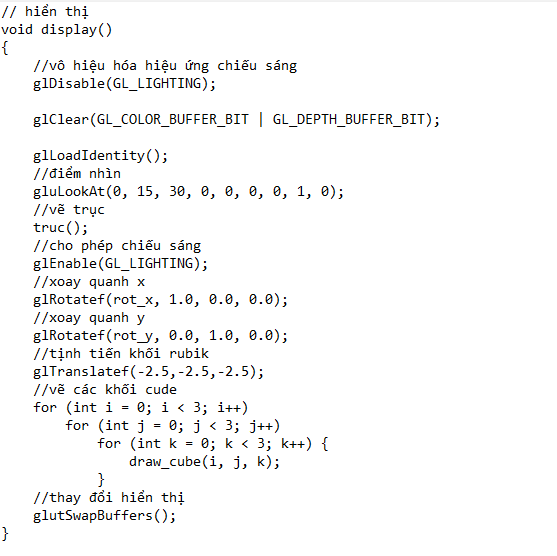 // hiển thị
void display()
{
    //vô hiệu hóa hiệu ứng chiếu sáng
    glDisable(GL_LIGHTING);

    glClear(GL_COLOR_BUFFER_BIT | GL_DEPTH_BUFFER_BIT);

    glLoadIdentity();
    //điểm nhìn
    gluLookAt(0, 15, 30, 0, 0, 0, 0, 1, 0);
    //vẽ trục
    truc();
    //cho phép chiếu sáng
    glEnable(GL_LIGHTING);
    //xoay quanh x
    glRotatef(rot_x, 1.0, 0.0, 0.0);
    //xoay quanh y
    glRotatef(rot_y, 0.0, 1.0, 0.0);
    //tịnh tiến khối rubik
    glTranslatef(-2.5,-2.5,-2.5);
    //vẽ các khối cude
    for (int i = 0; i < 3; i++)
        for (int j = 0; j < 3; j++)
            for (int k = 0; k < 3; k++) {
                draw_cube(i, j, k);
            }
    //thay đổi hiển thị
    glutSwapBuffers();
}